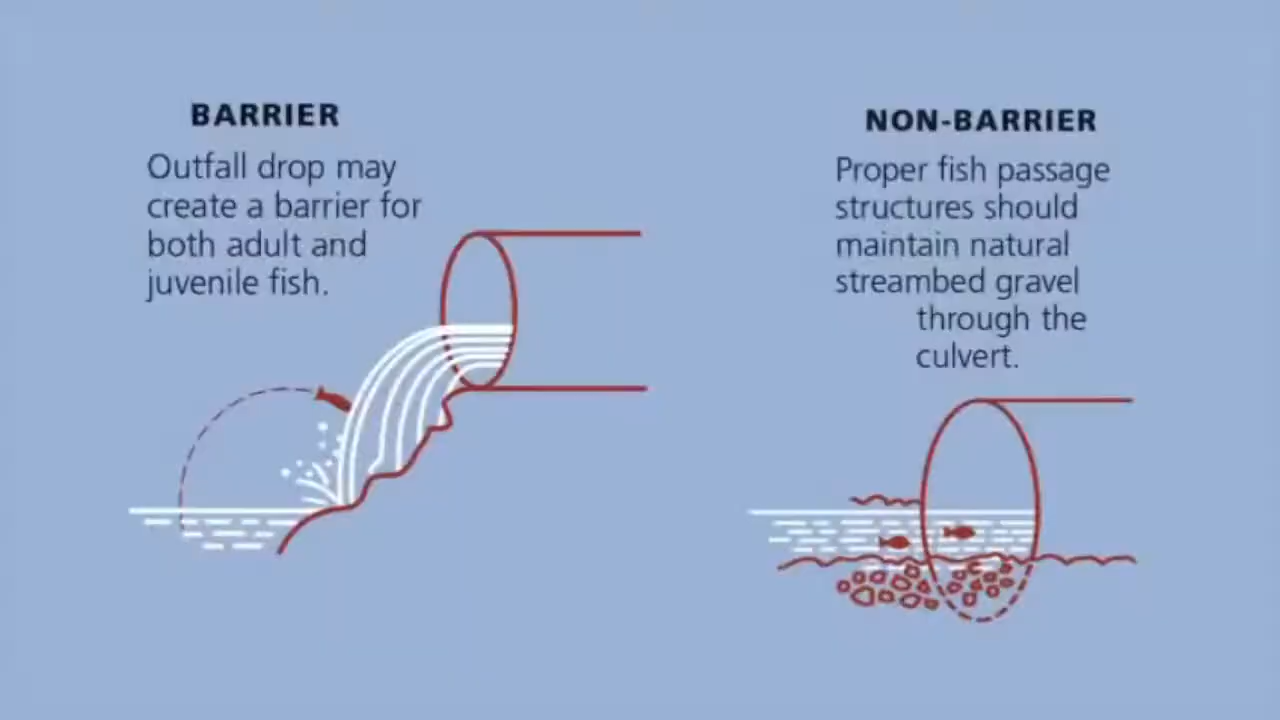 BARRIER
Outfall drop may
create a barrier for
both adult and
juvenile fish.
NON-BARRIER
Proper fish passage
structures should
maintain natural
streambed gravel
through the
culvert.